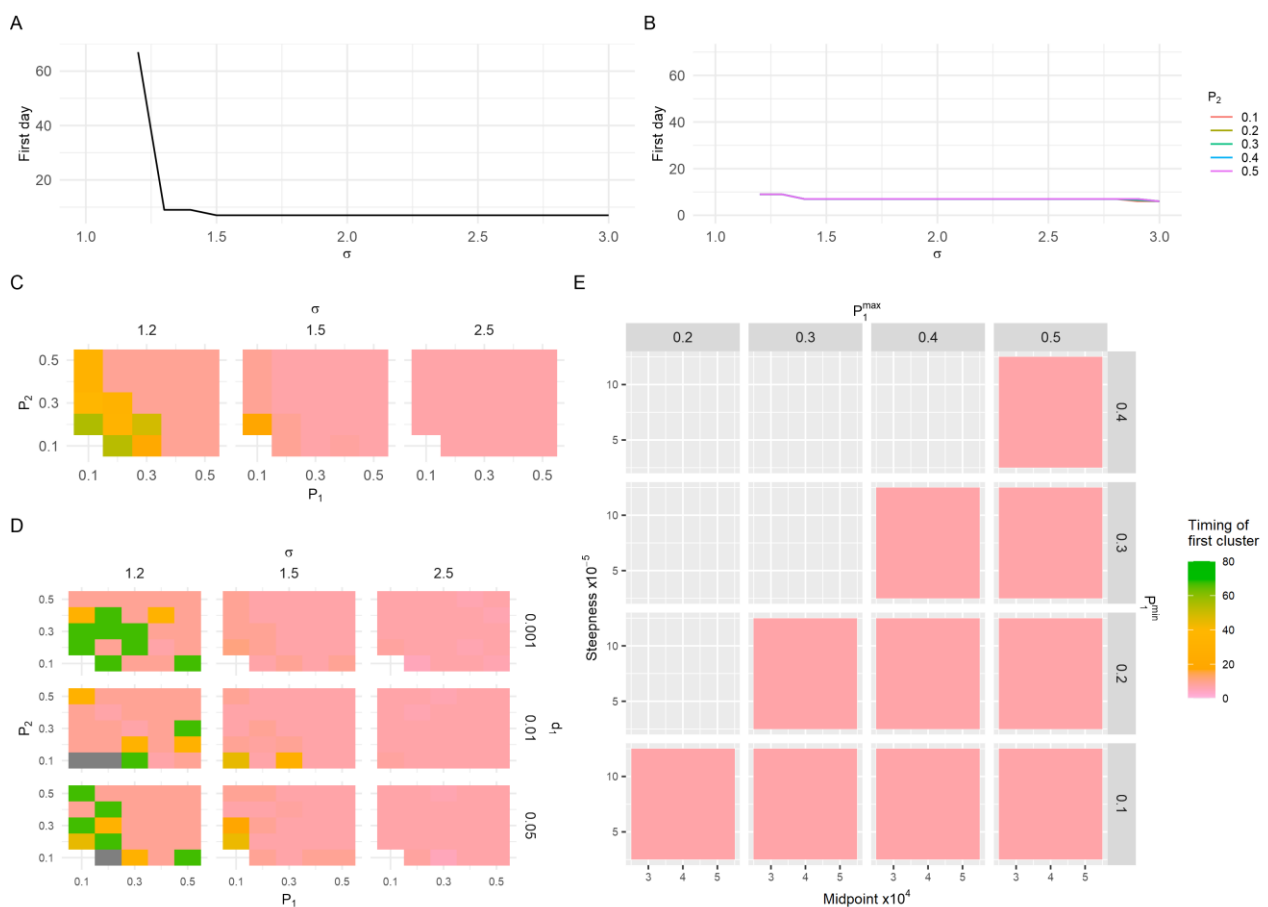 A
First day
60
40
20
1.0 1.5 2.0 2.5 3.0
σ
B
First day
60
40
20
0
1.0 1.5 2.0 2.5 3.0
σ
P2
0.1
0.2
0.3
0.4
0.5
C
σ
1.2 1.5 2.5
P2
0.5
0.3
0.1
0.1 0.3 0.5 0.1 0.3 0.5 0.1 0.3 0.5
P1
D
σ
1.2 1.5 2.5
P2
0.5
0.3
0.1
0.001
0.5
0.3
0.1
0.01
0.5
0.3
0.1
0.05
P1
0.1 0.3 0.5 0.1 0.3 0.5 0.1 0.3 0.5
P1
E
P1max
0.2 0.3 0.4 0.5
Steepness x10-5
10
5
0.4
10
5
0.3
10
5
0.2
10
5
0.1
P1min
3 4 5 3 4 5 3 4 5 3 4 5
Midpoint x104
Timing of
first cluster
80
60
40
20
0